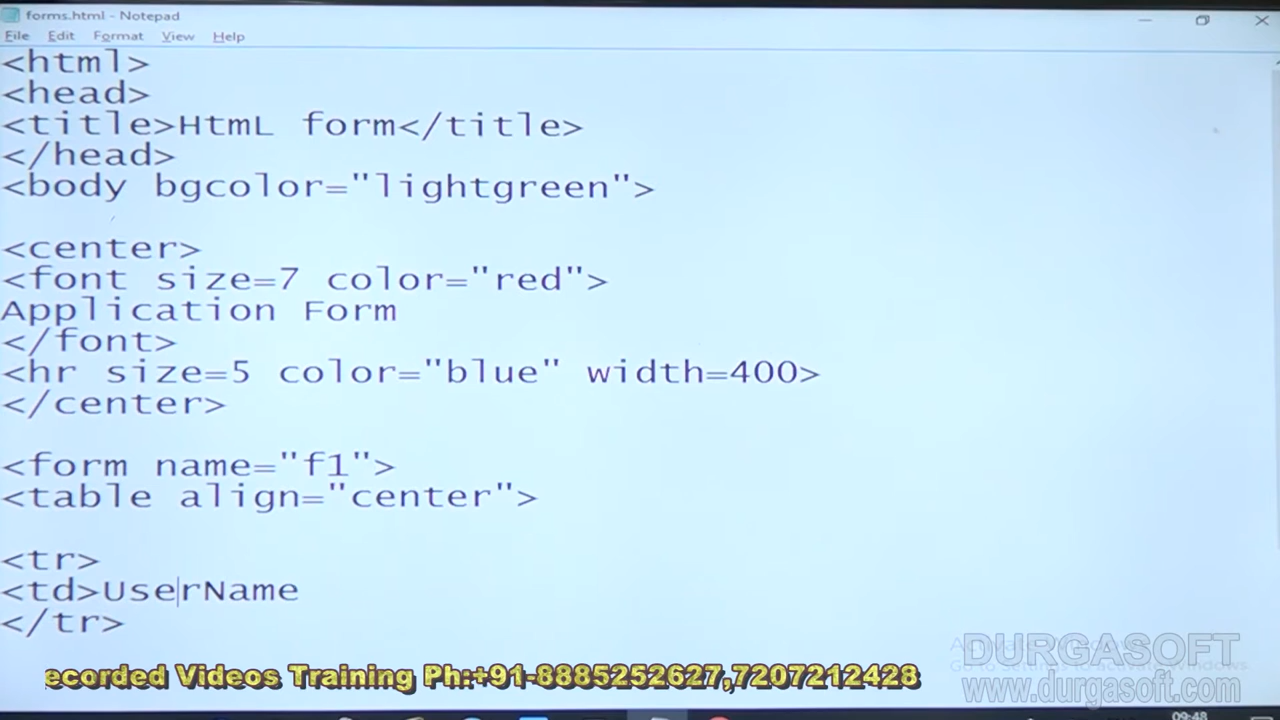 forms.html - Notepad
File Edit Format View Help
<html>
<head>
<title>HtmL form</title>
</head>
<body bgcolor="lightgreen">
<center>
<font size=7 color="red">
Application Form
</font>
<hr size=5 color="blue" width=400>
</center>
<form name="f1">
<table align="center">
<tr>
<td>UserName
</tr>
DURGASOFT
www.durgasoft.com
ecorded Videos Training Ph:+91-8885252627,7207212428
09:48